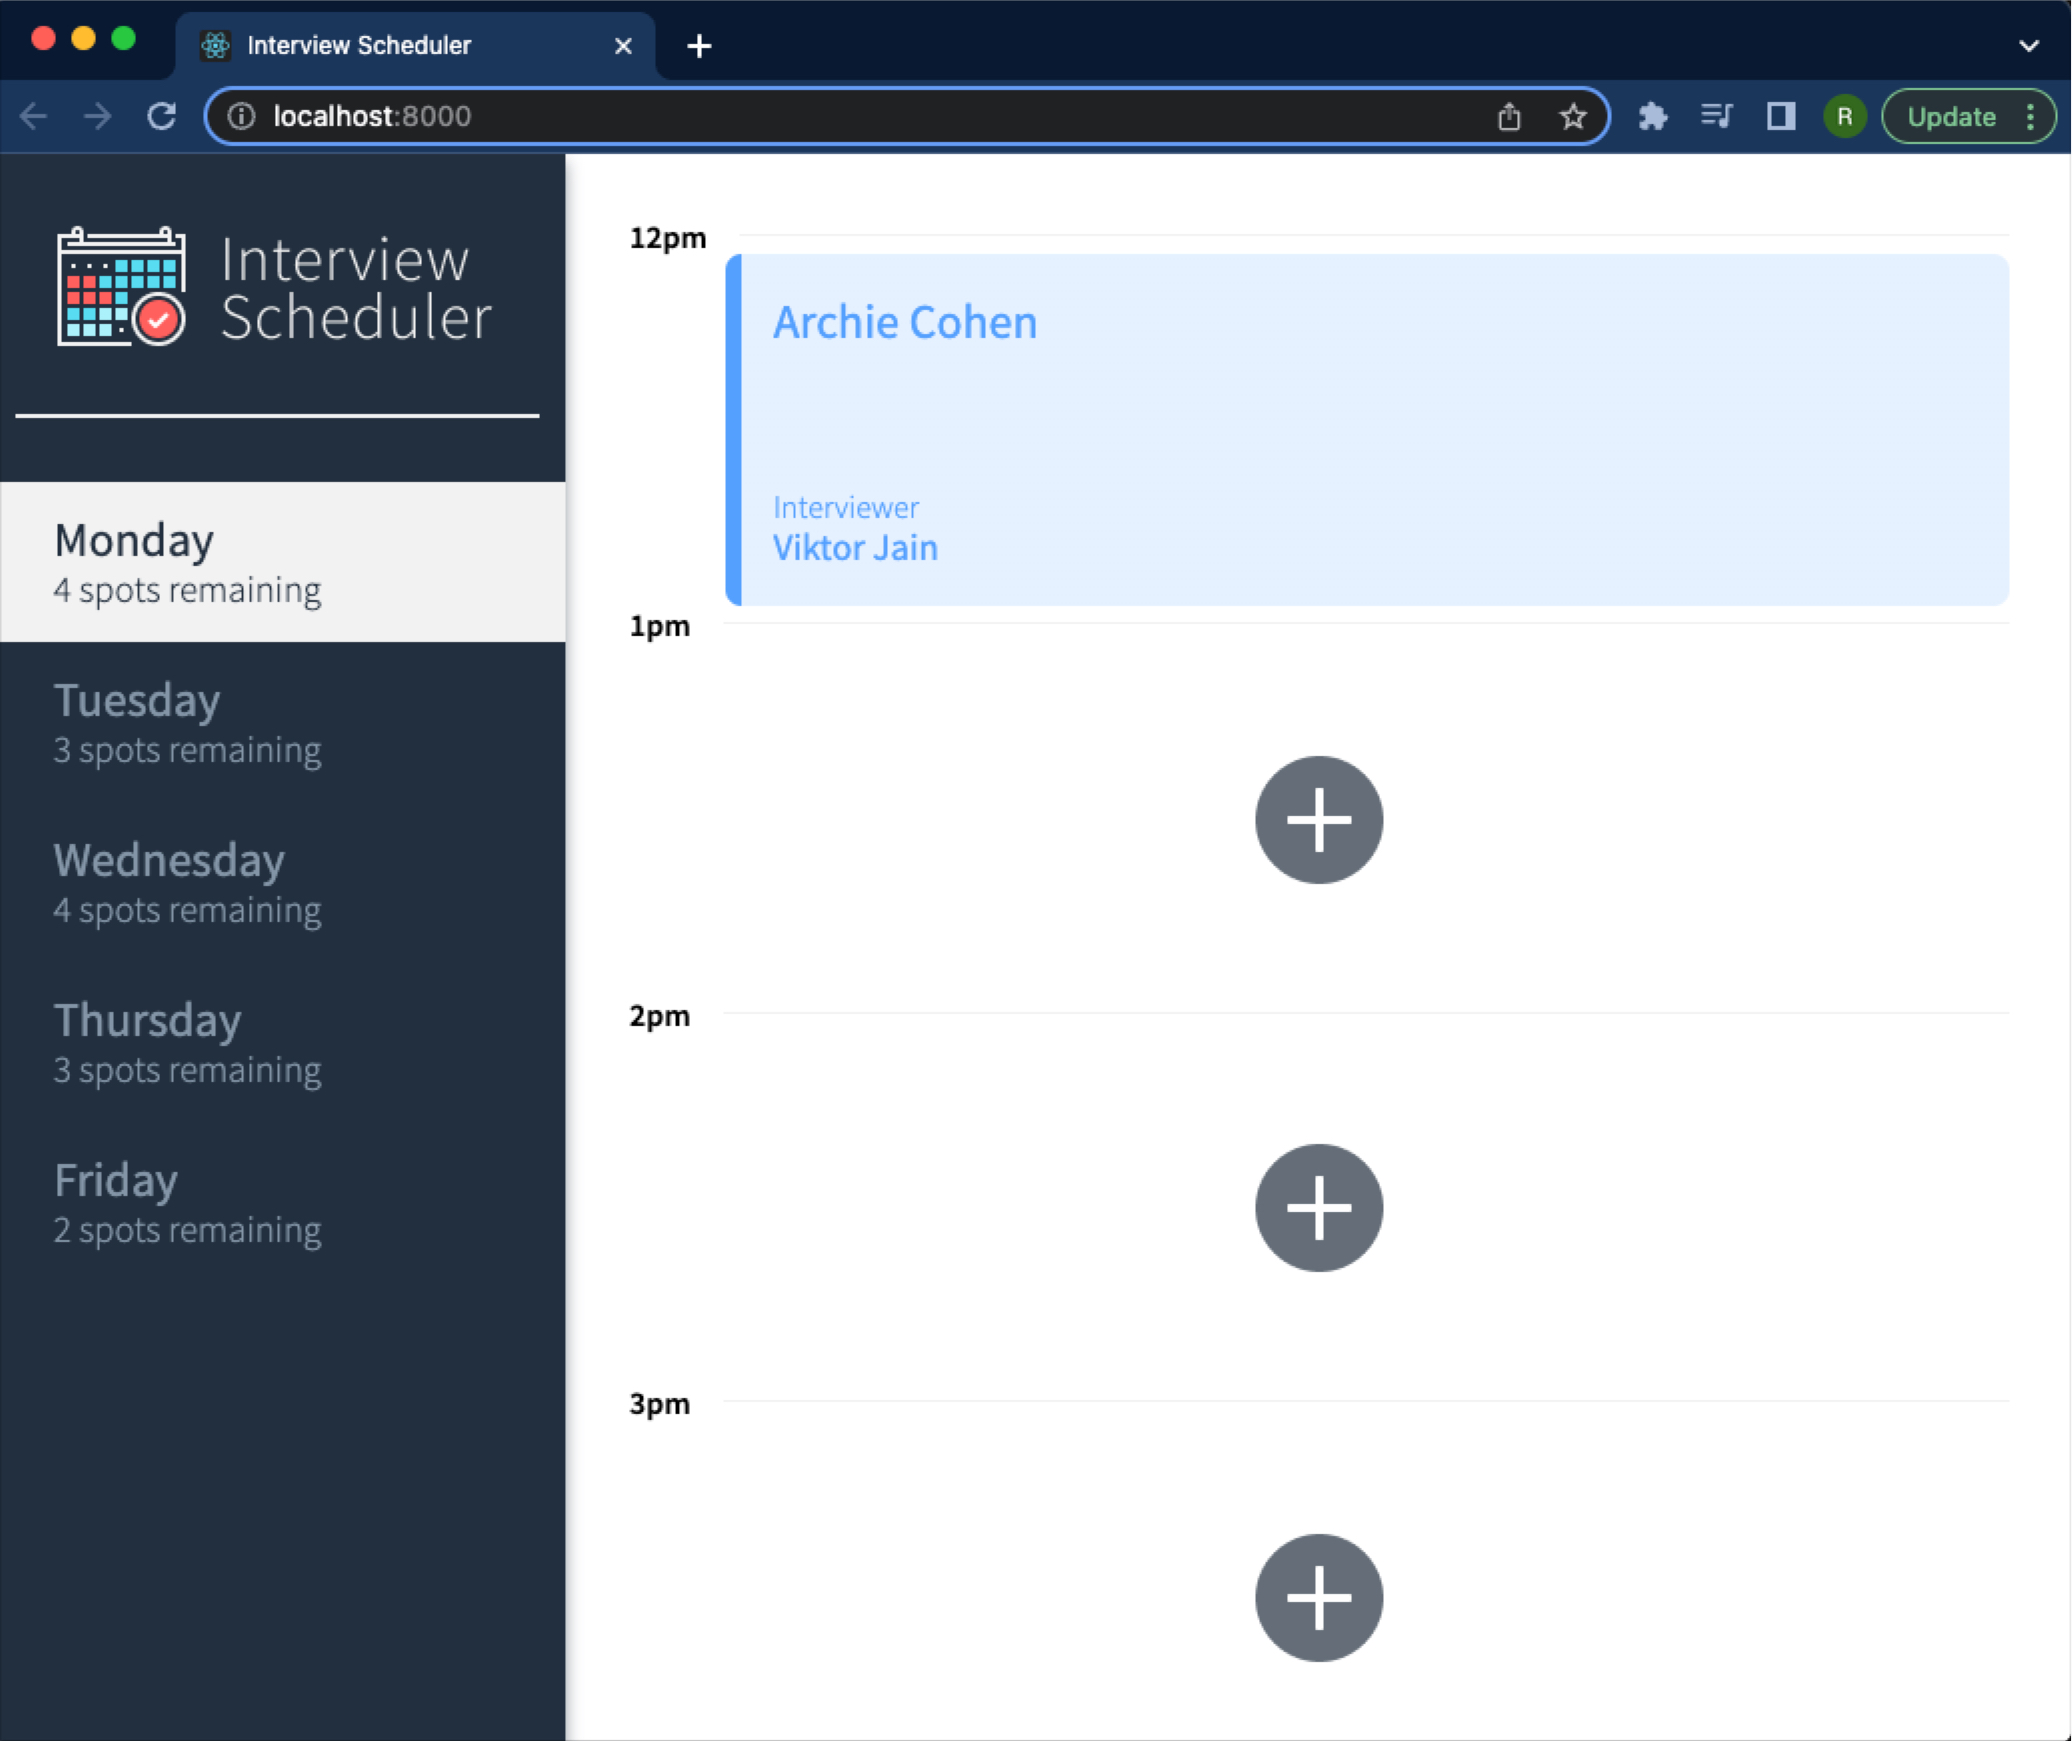 Interview Scheduler
localhost:8000
R
Update
Interview
Scheduler
Monday
4 spots remaining
Tuesday
3 spots remaining
Wednesday
4 spots remaining
Thursday
3 spots remaining
Friday
2 spots remaining
12pm
Archie Cohen
Interviewer
Viktor Jain
1pm
2pm
3pm